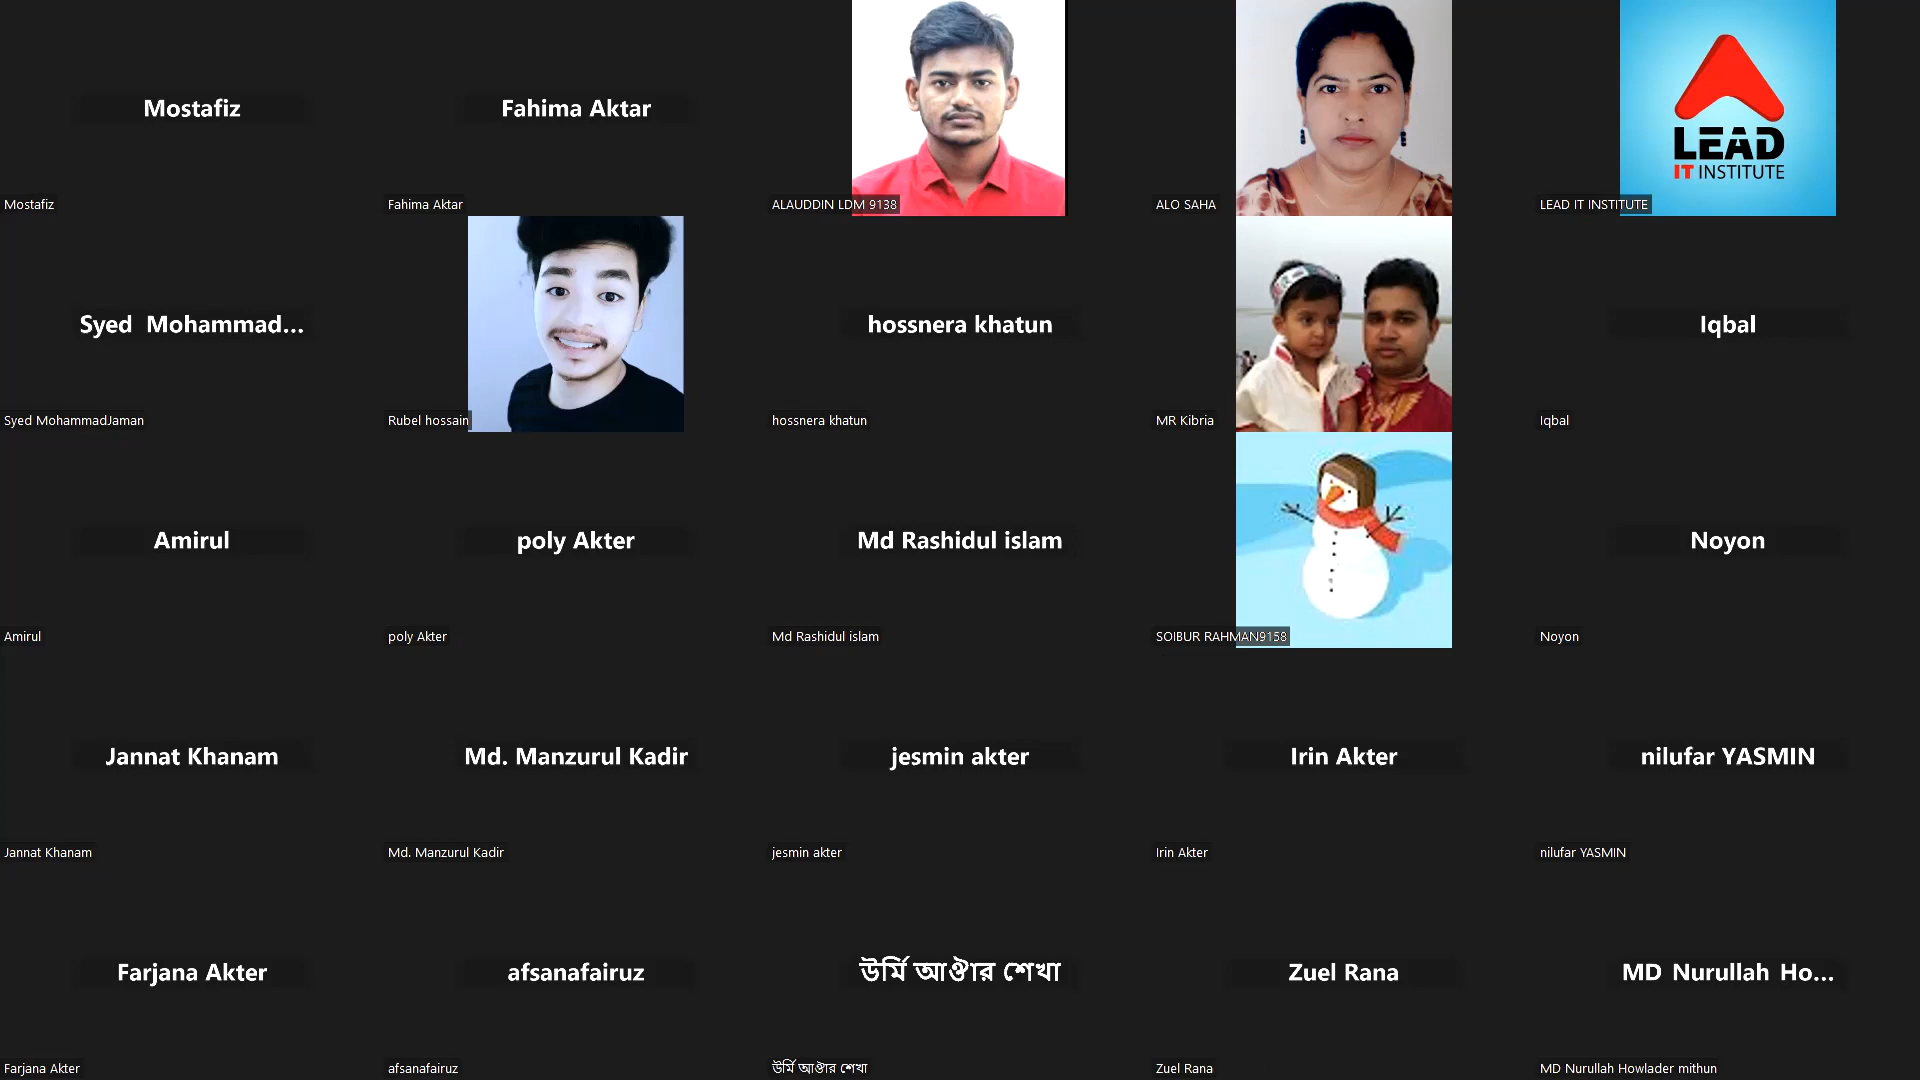 Mostafiz
Fahima Aktar
LEAD
IT INSTITUTE
Mostafiz
Fahima Aktar
ALAUDDIN LDM 9138
ALO SAHA
LEAD IT INSTITUTE
Syed Mohammad...
hossnera khatun
Iqbal
Syed MohammadJaman
Rubel hossain
hossnera khatun
MR Kibria
Iqbal
Amirul
poly Akter
Md Rashidul islam
Noyon
Amirul
poly Akter
Md Rashidul islam
SOIBUR RAHMAN9158
Noyon
Jannat Khanam
Md. Manzurul Kadir
jesmin akter
Irin Akter
nilufar YASMIN
Jannat Khanam
Md. Manzurul Kadir
jesmin akter
Irin Akter
nilufar YASMIN
Farjana Akter
afsanafairuz
উর্মি আক্তার শেখা
Zuel Rana
MD Nurullah Ho...
Farjana Akter
afsanafairuz
উর্মি আক্তার শেখা
Zuel Rana
MD Nurullah Howlader mithun